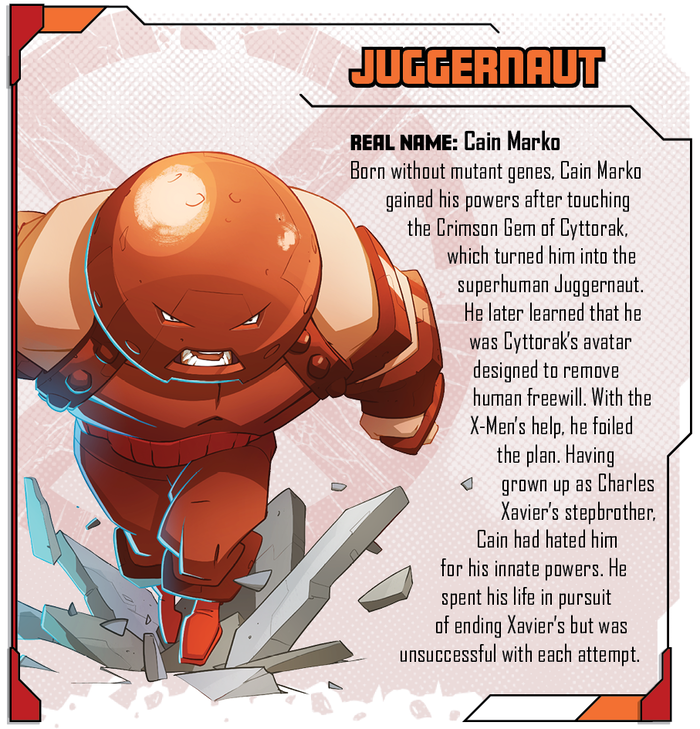 JUGGERNAUT
REAL NAME: Cain Marko
Born without mutant genes, Cain Marko
gained his powers after touching
the Crimson Gem of Cyttorak,
which turned him into the
superhuman Juggernaut.
He later learned that he
was Cyttorak's avatar
designed to remove
human freewill. With the
X-Men's help, he foiled
the plan. Having
grown up as Charles
Xavier's stepbrother,
Cain had hated him
for his innate powers. He
spent his life in pursuit
of ending Xavier's but was
unsuccessful with each attempt.